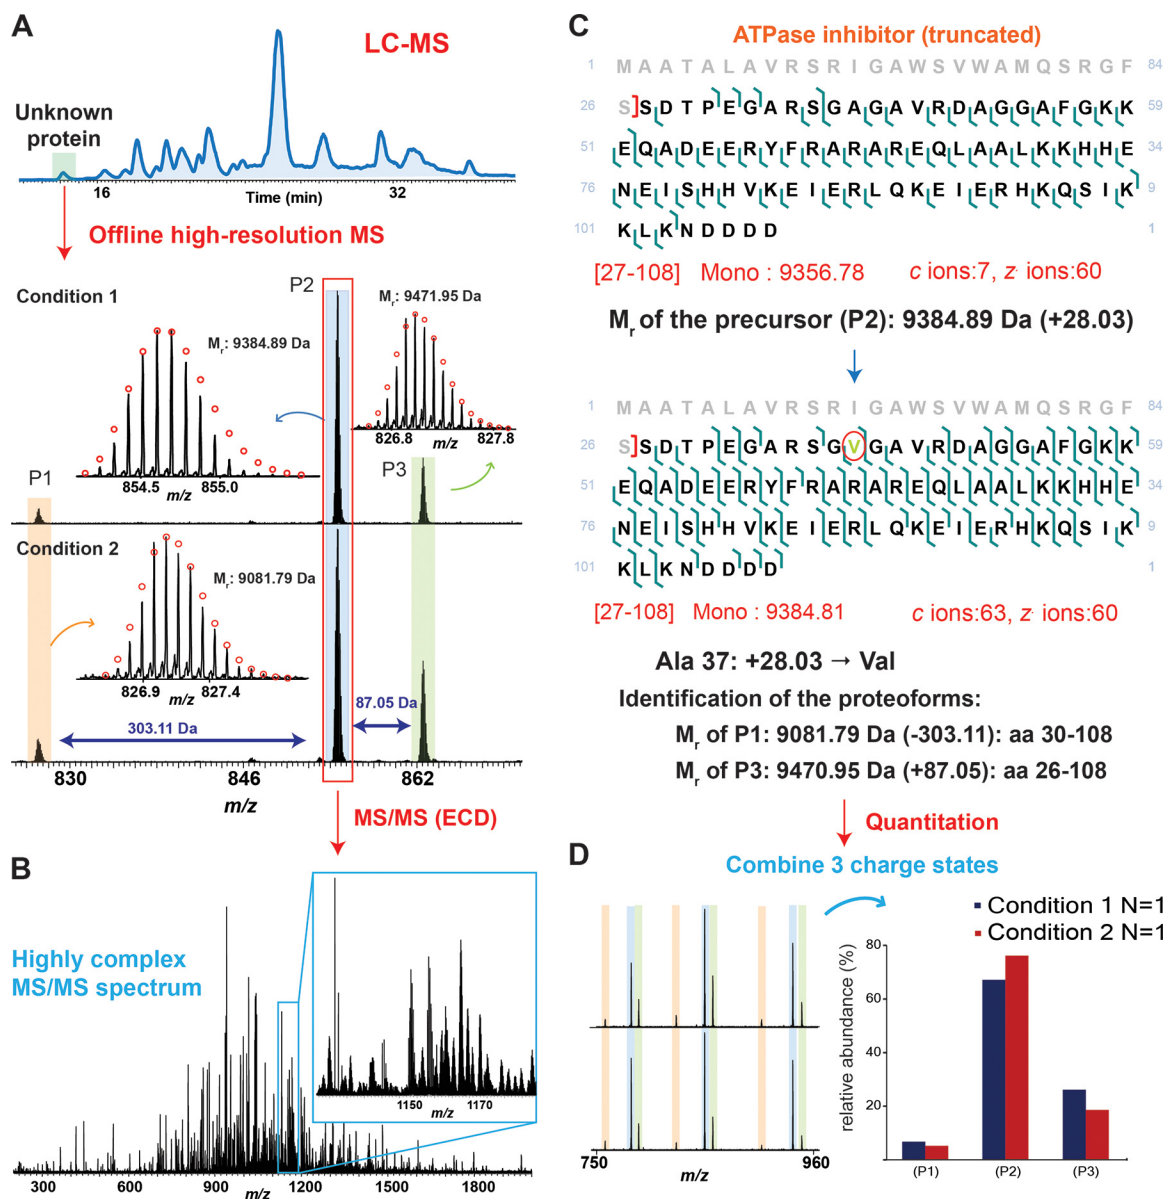 A
LC-MS
Unknown
protein
16
Time (min)
32
Offline high-resolution MS
Condition 1
P2
Mr: 9471.95 Da
Mr: 9384.89 Da
826.8
827.8
m/z
854.5
855.0
m/z
P1
P3
Condition 2
Mr: 9081.79 Da
826.9
827.4
m/z
303.11 Da
87.05 Da
830
846
862
m/z
MS/MS (ECD)
B
Highly complex
MS/MS spectrum
1150
m/z
1170
300
600
900
m/z
1200
1500
1800
C
ATPase inhibitor (truncated)
1 M A A T A L A V R S R I G A W S V W A M Q S R G F 84
26 S S D T P E G A R S G A G A V R D A G G A F G K K 59
51 E Q A D E E R Y F R A R A R E Q L A A L K K H H E 34
76 N E I S H H V K E I E R L Q K E I E R H K Q S I K 9
101 K L K N D D D D 1
[27-108] Mono : 9356.78 c ions:7, z· ions:60
Mr of the precursor (P2): 9384.89 Da (+28.03)
1 M A A T A L A V R S R I G A W S V W A M Q S R G F 84
26 S S D T P E G A R S G V G A V R D A G G A F G K K 59
51 E Q A D E E R Y F R A R A R E Q L A A L K K H H E 34
76 N E I S H H V K E I E R L Q K E I E R H K Q S I K 9
101 K L K N D D D D 1
[27-108] Mono : 9384.81 c ions:63, z· ions:60
Ala 37: +28.03 → Val
Identification of the proteoforms:
Mr of P1: 9081.79 Da (-303.11): aa 30-108
Mr of P3: 9470.95 Da (+87.05): aa 26-108
Quantitation
D
Combine 3 charge states
750
m/z
960
Condition 1 N=1
Condition 2 N=1
relative abundance (%)
80
60
40
20
(P1)
(P2)
(P3)